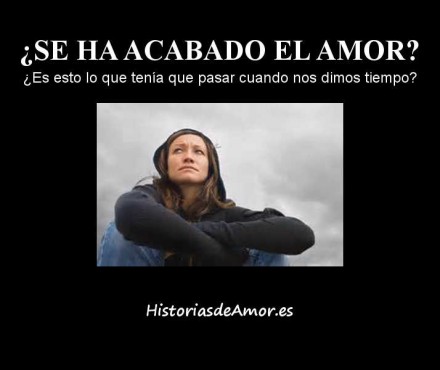 ¿SE HA ACABADO EL AMOR?
¿Es esto lo que tenía que pasar cuando nos dimos tiempo?
HistoriasdeAmor.es